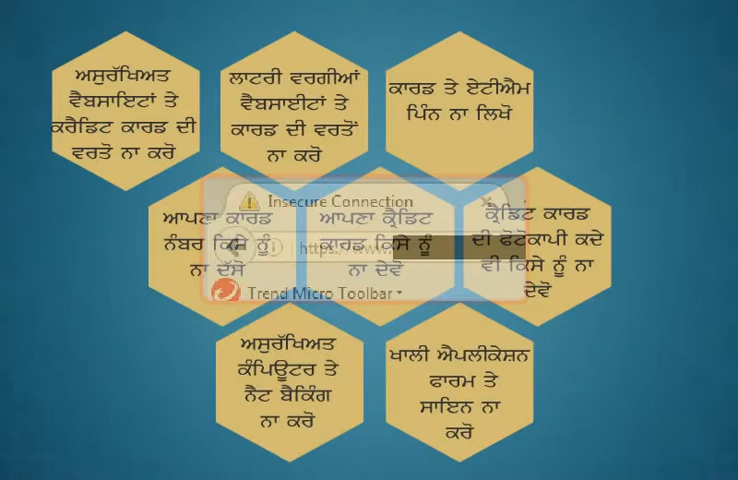 ਅਸੁਰੱਖਿਅਤ
ਵੈਬਸਾਇਟਾਂ ਤੇ
ਕਰੈਡਿਟ ਕਾਰਡ ਦੀ
ਵਰਤੋ ਨਾ ਕਰੋ
ਲਾਟਰੀ ਵਰਗੀਆਂ
ਵੈਬਸਾਈਟਾਂ ਤੇ
ਕਾਰਡ ਦੀ ਵਰਤੋਂ
ਨਾ ਕਰੋ
ਕਾਰਡ ਤੇ ਏਟੀਐਮ
ਪਿੰਨ ਨਾ ਲਿਖੋ
ਆਪਣਾ ਕਾਰਡ
ਨੰਬਰ ਕਿਸੇ ਨੂੰ
ਨਾ ਦੱਸੋ
ਆਪਣਾ ਕ੍ਰੈਡਿਟ
ਕਾਰਡ ਕਿਸੇ ਨੂੰ
ਨਾ ਦੇਵੋ
ਕ੍ਰੈਡਿਟ ਕਾਰਡ
ਦੀ ਫੋਟੋਕਾਪੀ ਕਦੇ
ਵੀ ਕਿਸੇ ਨੂੰ ਨਾ
ਦੇਵੋ
Insecure Connection
https://www.
Trend Micro Toolbar
ਅਸੁਰੱਖਿਅਤ
ਕੰਪਿਊਟਰ ਤੇ
ਨੈਟ ਬੈਕਿੰਗ
ਨਾ ਕਰੋ
ਖਾਲੀ ਐਪਲੀਕੇਸ਼ਨ
ਫਾਰਮ ਤੇ
ਸਾਇਨ ਨਾ
ਕਰੋ